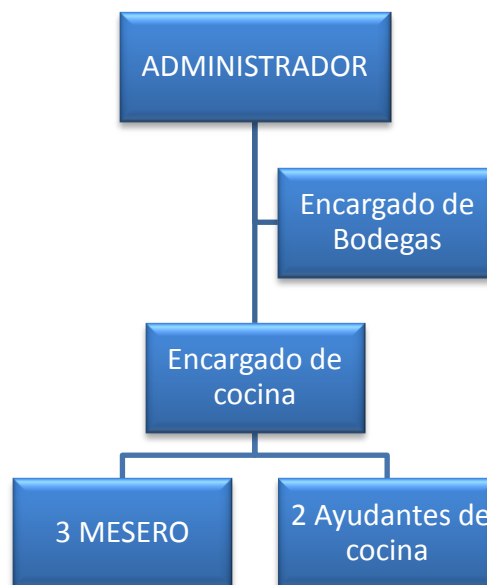 ADMINISTRADOR
Encargado de
Bodegas
Encargado de
cocina
3 MESERO
2 Ayudantes de
cocina